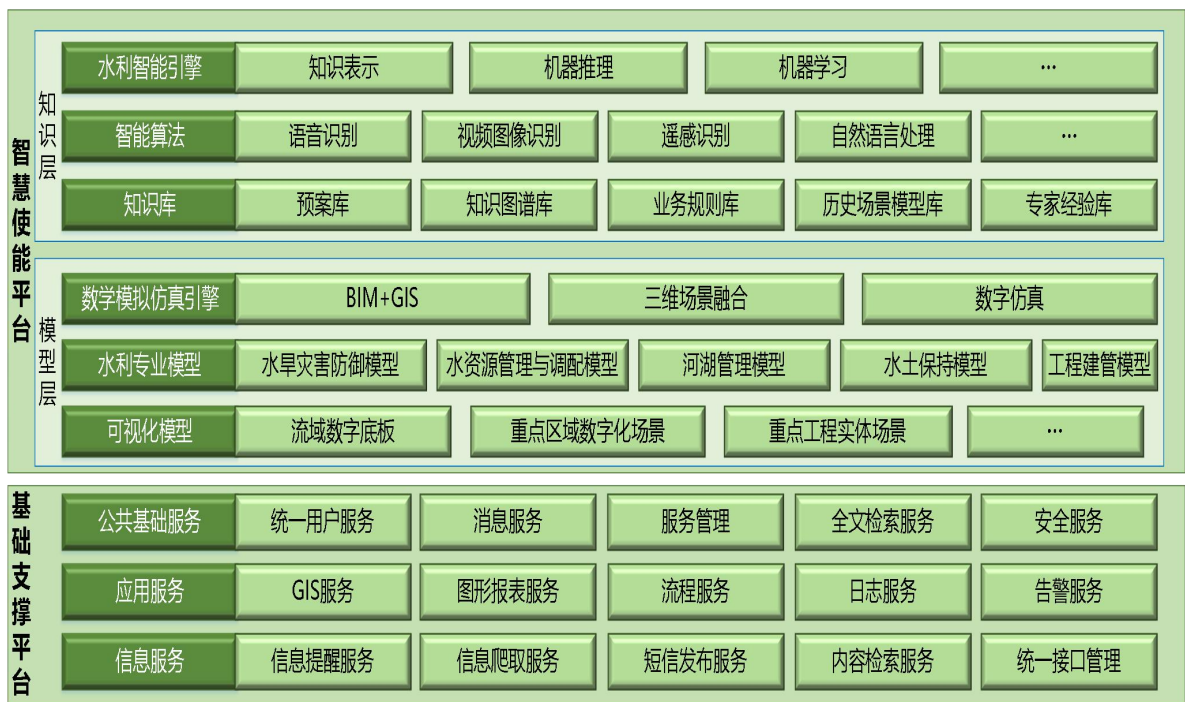 智慧使能平台
知识层
水利智能引擎 知识表示 机器推理 机器学习 …
智能算法 语音识别 视频图像识别 遥感识别 自然语言处理 …
知识库 预案库 知识图谱库 业务规则库 历史场景模型库 专家经验库
模型层
数学模拟仿真引擎 BIM+GIS 三维场景融合 数字仿真
水利专业模型 水旱灾害防御模型 水资源管理与调配模型 河湖管理模型 水土保持模型 工程建管模型
可视化模型 流域数字底板 重点区域数字化场景 重点工程实体场景 …
基础支撑平台
公共基础服务 统一用户服务 消息服务 服务管理 全文检索服务 安全服务
应用服务 GIS服务 图形报表服务 流程服务 日志服务 告警服务
信息服务 信息提醒服务 信息爬取服务 短信发布服务 内容检索服务 统一接口管理